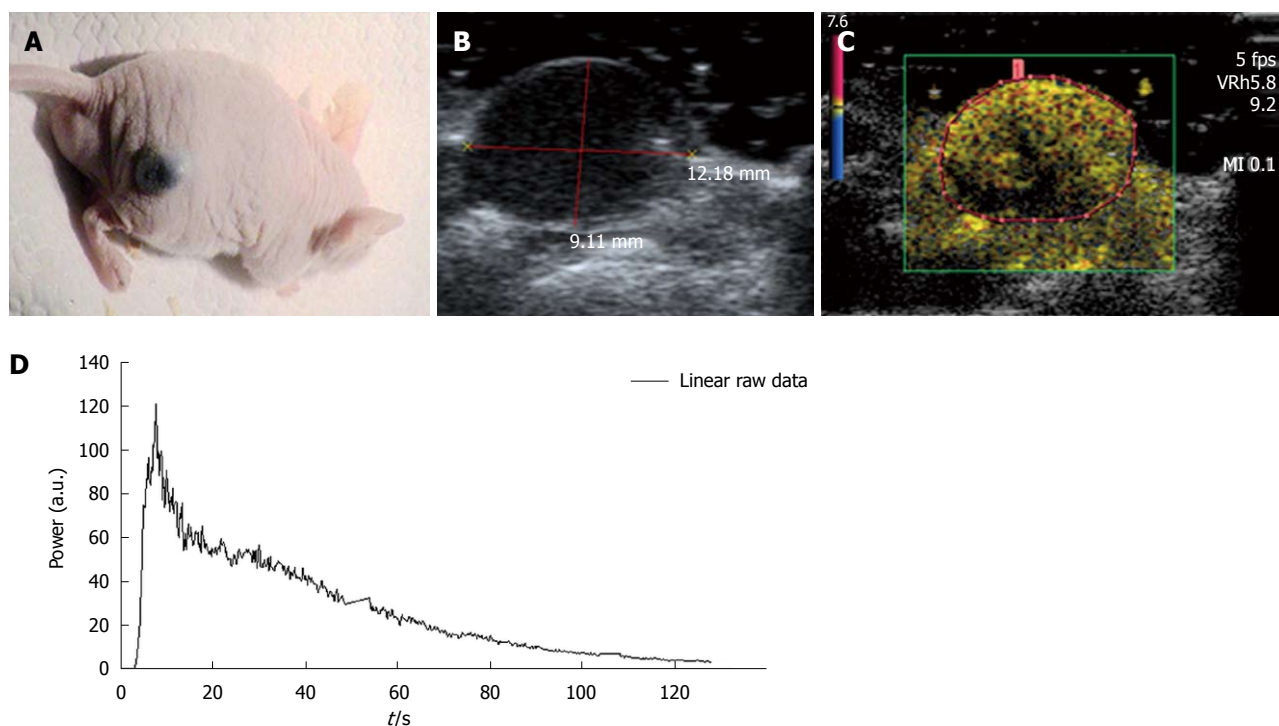 A
B
12.18 mm
9.11 mm
7.6
C
5 fps
VRh5.8
9.2
MI 0.1
1
D
140
120
100
80
60
40
20
0
Power (a.u.)
Linear raw data
0 20 40 60 80 100 120
t/s